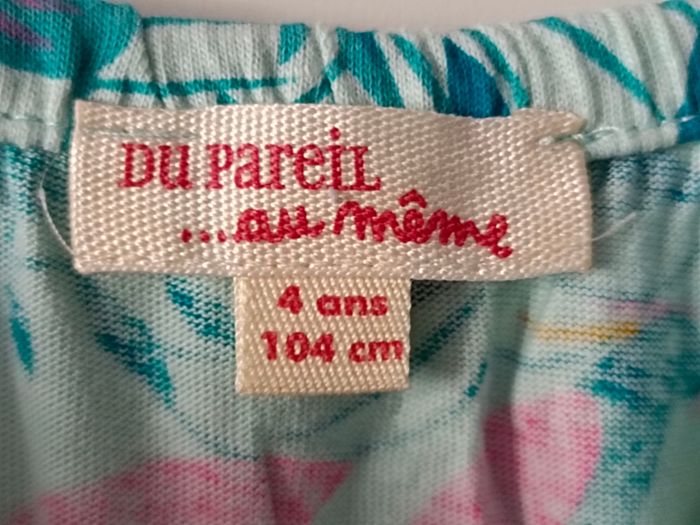 DU PareiL
...au même
4 ans
104 cm